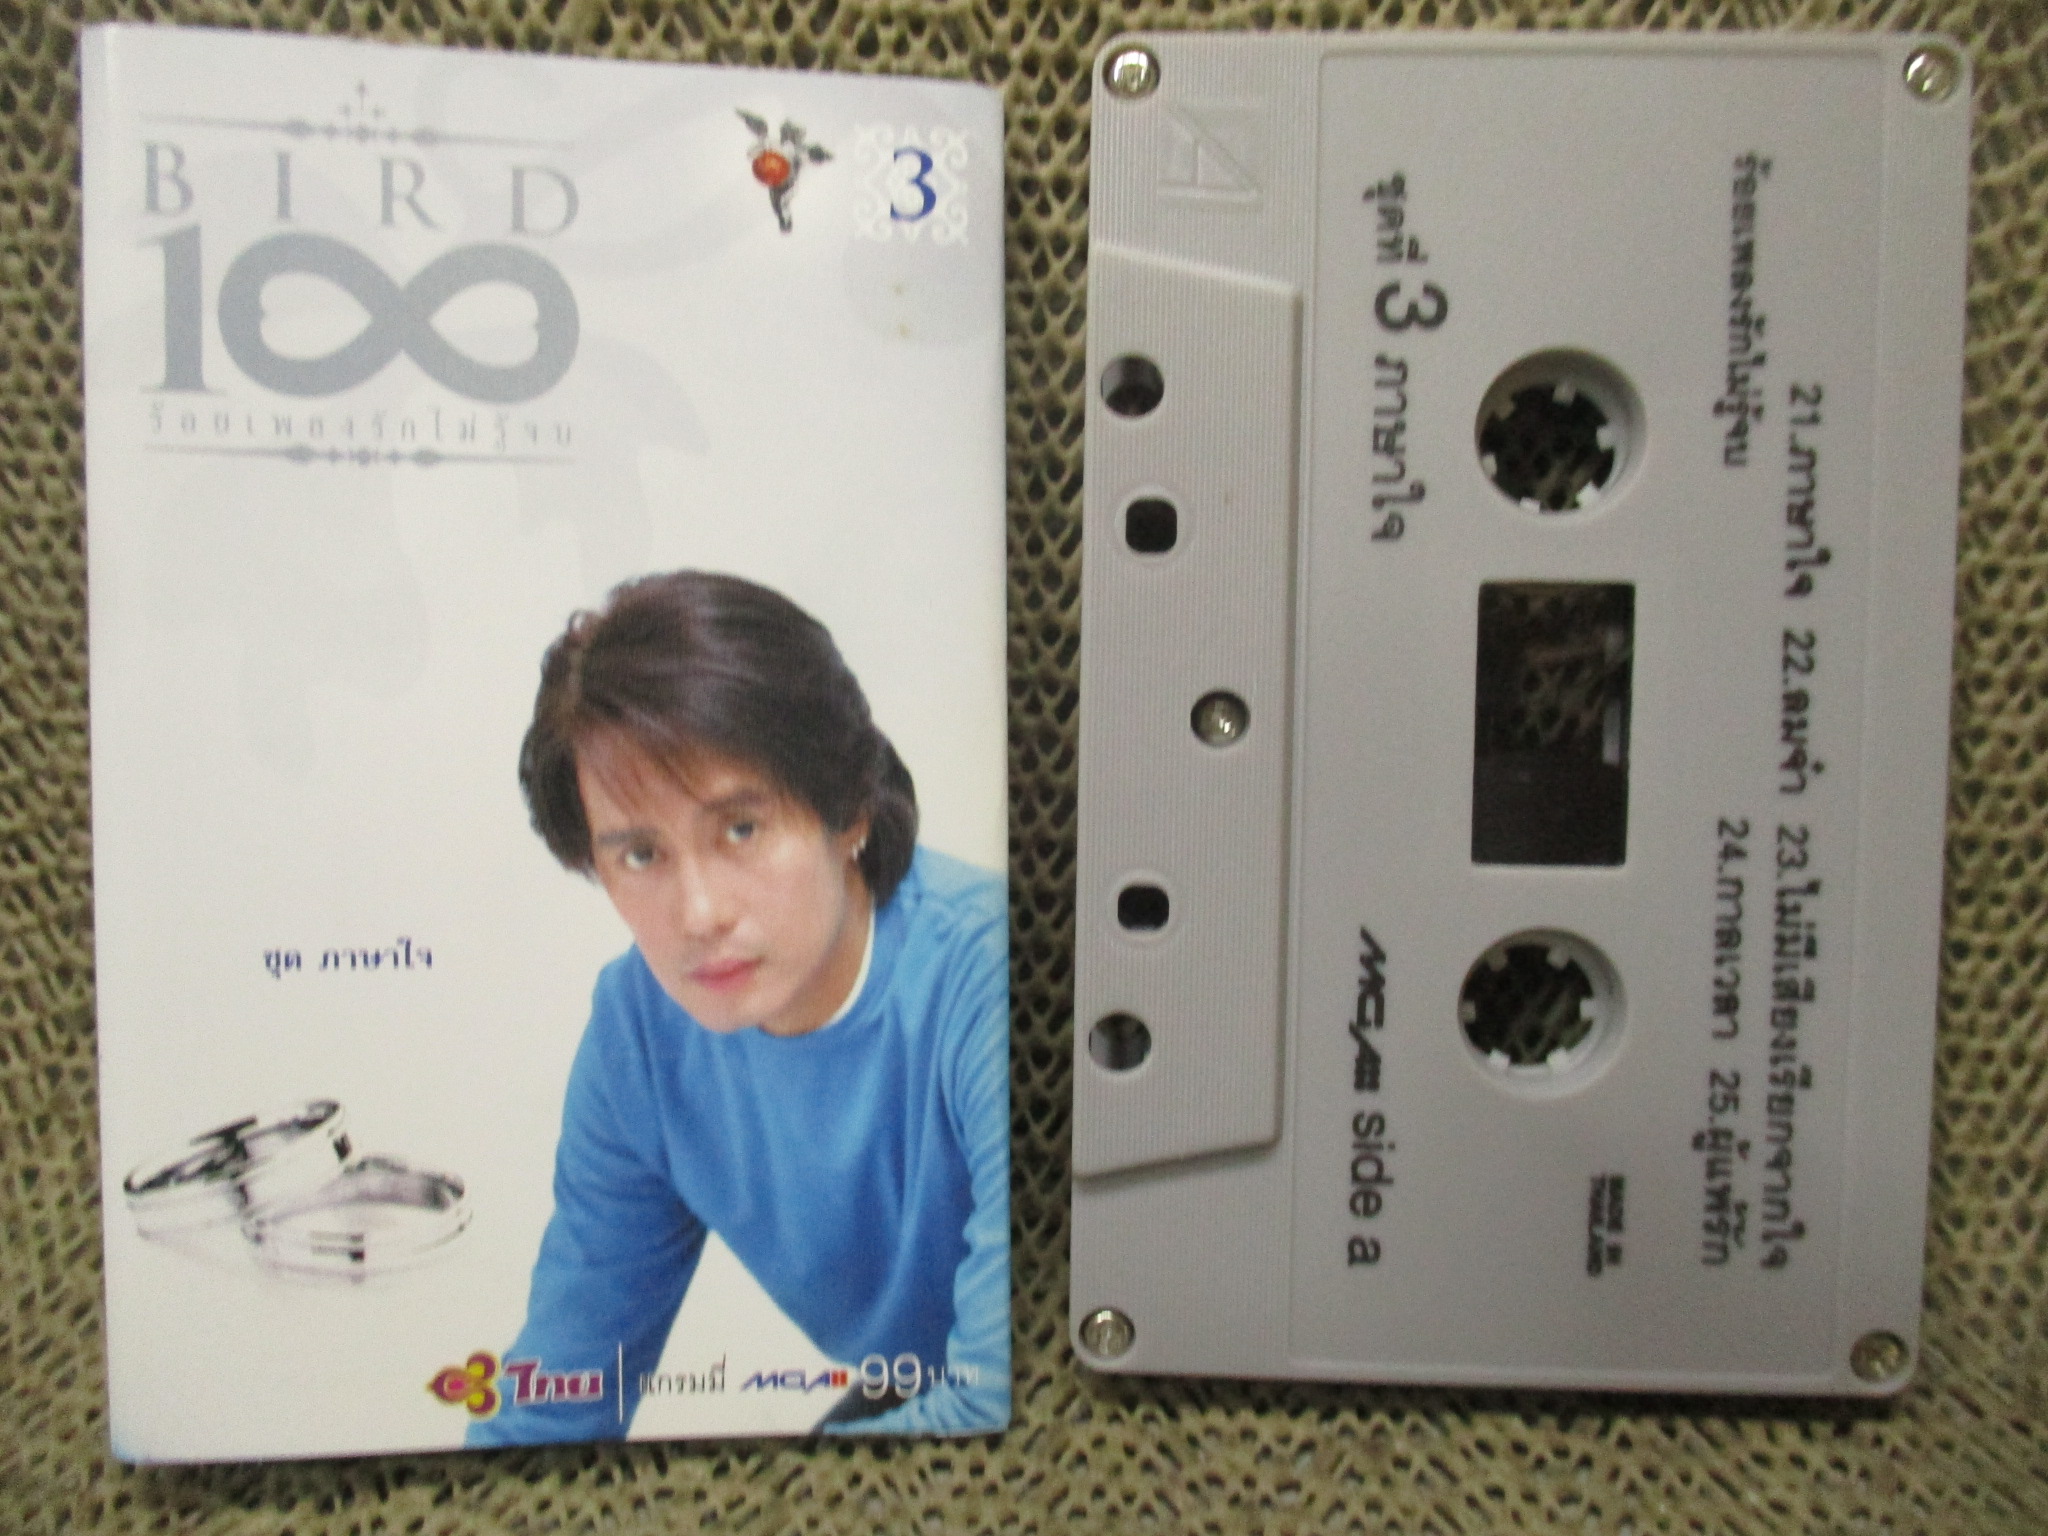 BIRD
100
ร้อยเพลงรักไม่รู้จบ
3
ชุด ภาษาใจ
ไทย
แกรมมี่ MGA 99 บาท
ร้อยเพลงรักไม่รู้จบ
21.ภาษาใจ 22.ลมจ๋า 23.ไม่มีเสียงเรียกจากใจ
24.กาลเวลา 25.ผู้แพ้รัก
MADE IN
THAILAND
ชุดที่ 3 ภาษาใจ
MGA side a
A